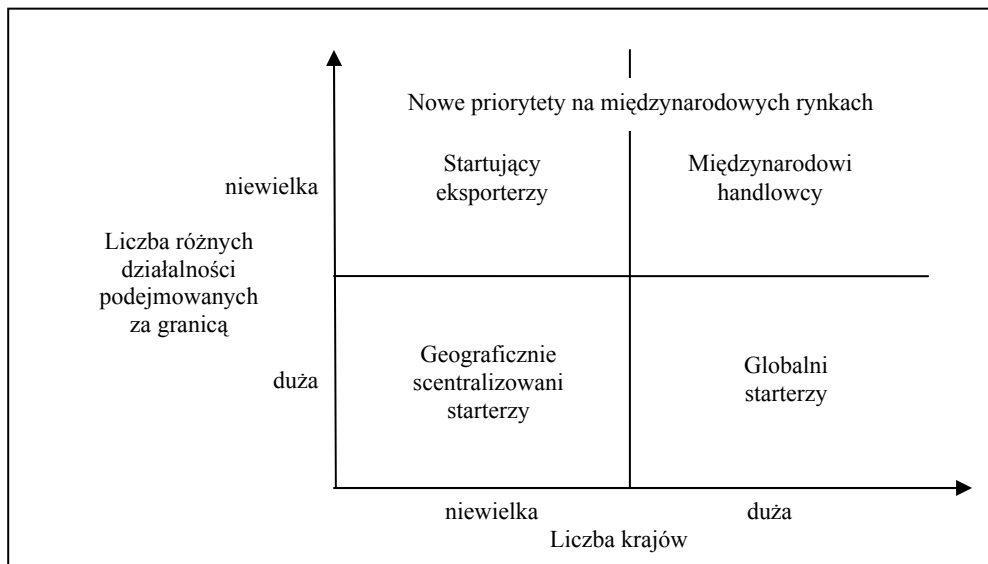 Nowe priorytety na międzynarodowych rynkach
Startujący
eksporterzy
Międzynarodowi
handlowcy
niewielka
Liczba różnych
działalności
podejmowanych
za granicą
duża
Geograficznie
scentralizowani
starterzy
Globalni
starterzy
niewielka
duża
Liczba krajów